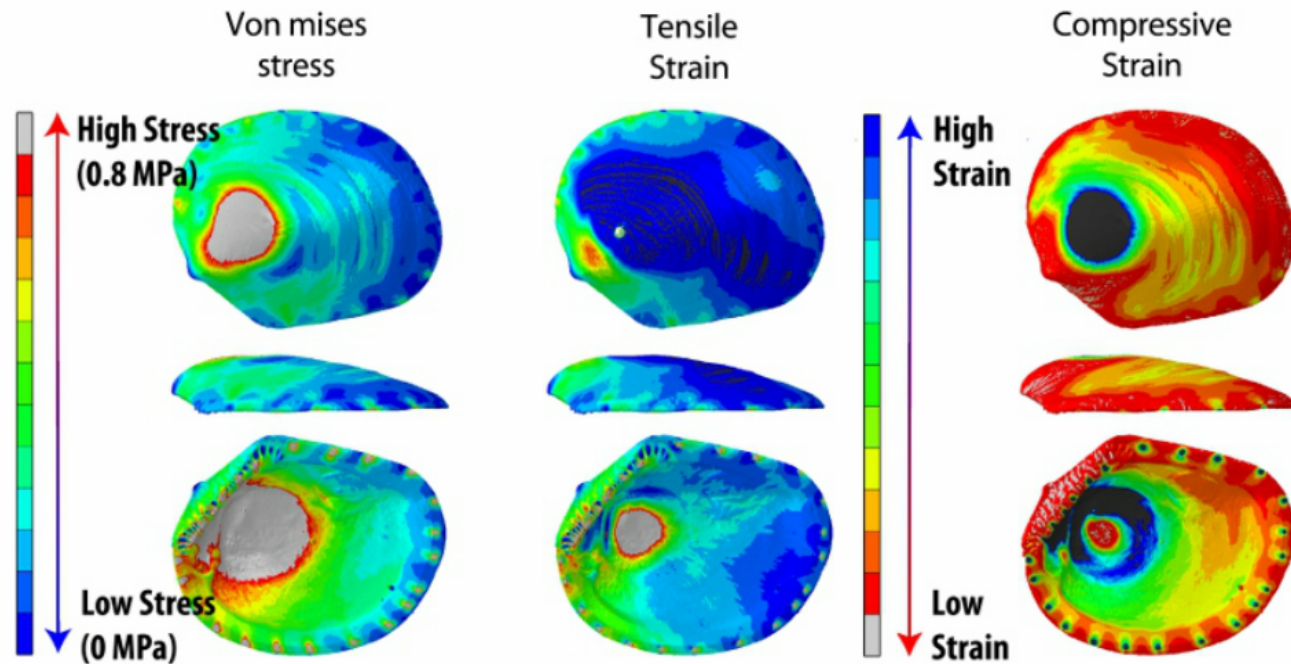 Von mises
stress
Tensile
Strain
Compressive
Strain
High Stress
(0.8 MPa)
High
Strain
Low Stress
(0 MPa)
Low
Strain